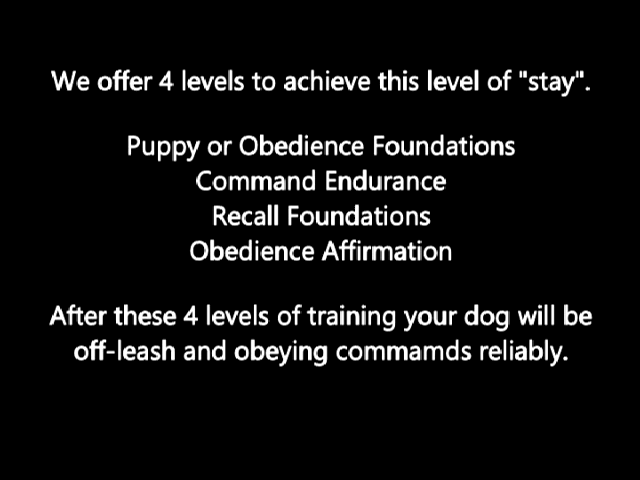 We offer 4 levels to achieve this level of "stay".
Puppy or Obedience Foundations
Command Endurance
Recall Foundations
Obedience Affirmation
After these 4 levels of training your dog will be
off-leash and obeying commamds reliably.